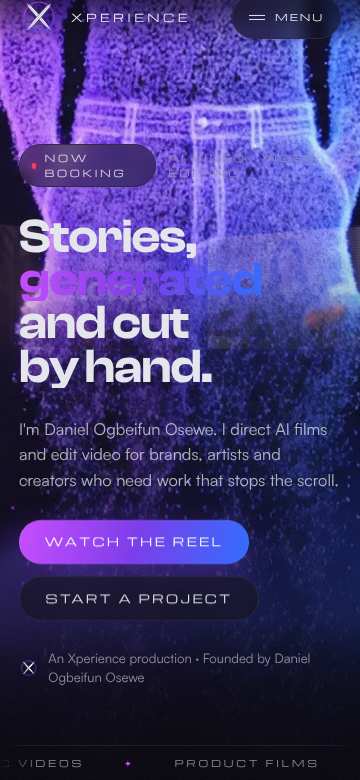 XPERIENCE
MENU
NOW
BOOKING
Stories,
generated
and cut
by hand.
I'm Daniel Ogbeifun Osewe. I direct AI films
and edit video for brands, artists and
creators who need work that stops the scroll.
WATCH THE REEL
START A PROJECT
An Xperience production · Founded by Daniel
Ogbeifun Osewe
VIDEOS
PRODUCT FILMS